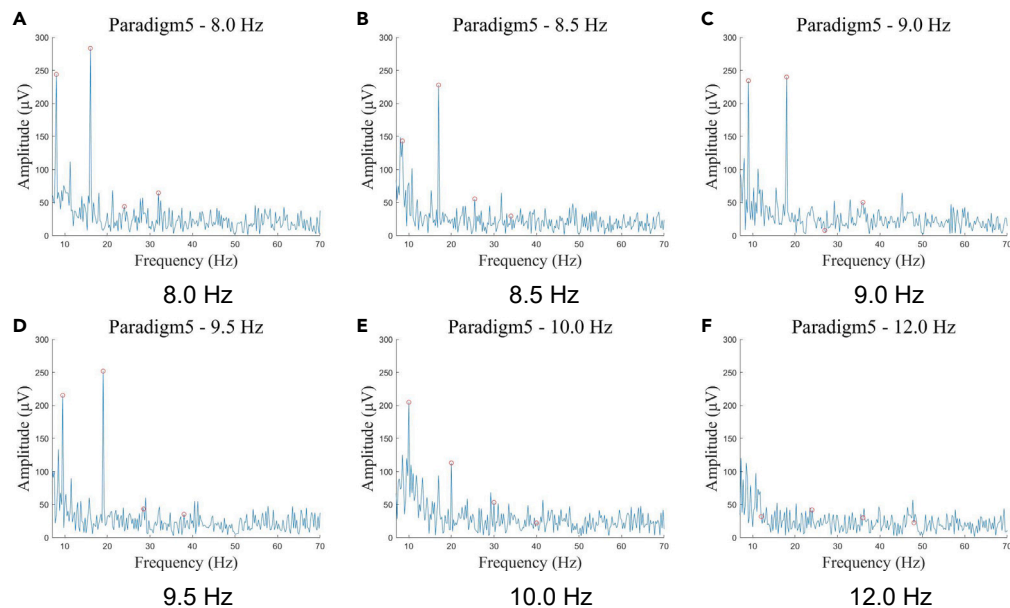 A
Paradigm5 - 8.0 Hz
Amplitude (µV)
300
250
200
150
100
50
0
10 20 30 40 50 60 70
Frequency (Hz)
8.0 Hz
B
Paradigm5 - 8.5 Hz
Amplitude (µV)
300
250
200
150
100
50
0
10 20 30 40 50 60 70
Frequency (Hz)
8.5 Hz
C
Paradigm5 - 9.0 Hz
Amplitude (µV)
300
250
200
150
100
50
0
10 20 30 40 50 60 70
Frequency (Hz)
9.0 Hz
D
Paradigm5 - 9.5 Hz
Amplitude (µV)
300
250
200
150
100
50
0
10 20 30 40 50 60 70
Frequency (Hz)
9.5 Hz
E
Paradigm5 - 10.0 Hz
Amplitude (µV)
300
250
200
150
100
50
0
10 20 30 40 50 60 70
Frequency (Hz)
10.0 Hz
F
Paradigm5 - 12.0 Hz
Amplitude (µV)
300
250
200
150
100
50
0
10 20 30 40 50 60 70
Frequency (Hz)
12.0 Hz